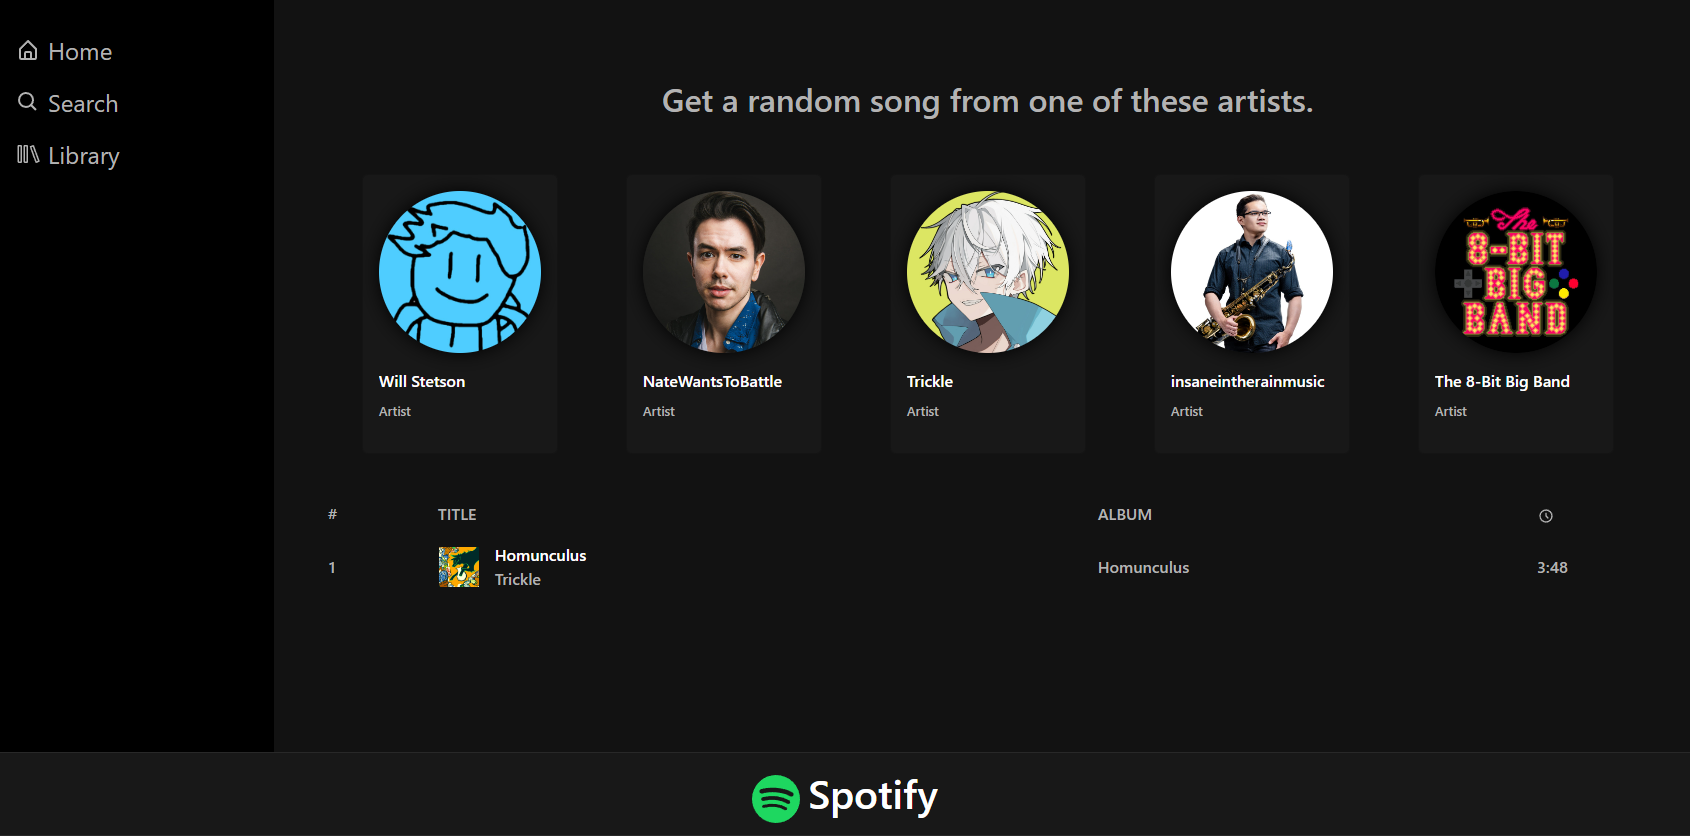 Home
Search
Library
Get a random song from one of these artists.
The
8-BIT
BIG
BAND
Will Stetson
Artist
NateWantsToBattle
Artist
Trickle
Artist
insaneintherainmusic
Artist
The 8-Bit Big Band
Artist
# TITLE ALBUM
1 Homunculus Homunculus 3:48
Trickle
Spotify